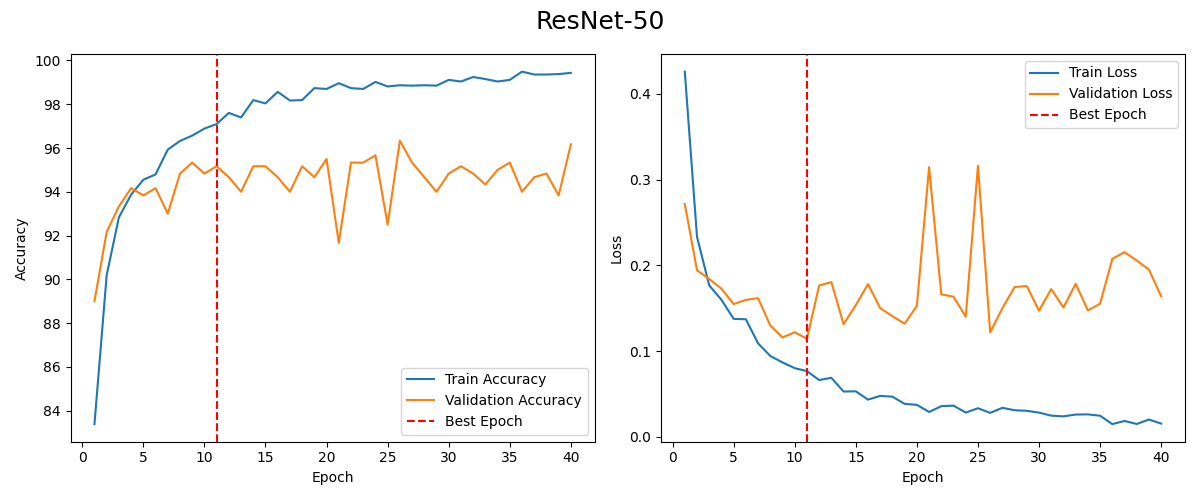 ResNet-50
100
98
96
94
92
90
88
86
84
Accuracy
0
5
10
15
20
25
30
35
40
Epoch
Train Accuracy
Validation Accuracy
Best Epoch
0.4
0.3
0.2
0.1
0.0
Loss
0
5
10
15
20
25
30
35
40
Epoch
Train Loss
Validation Loss
Best Epoch